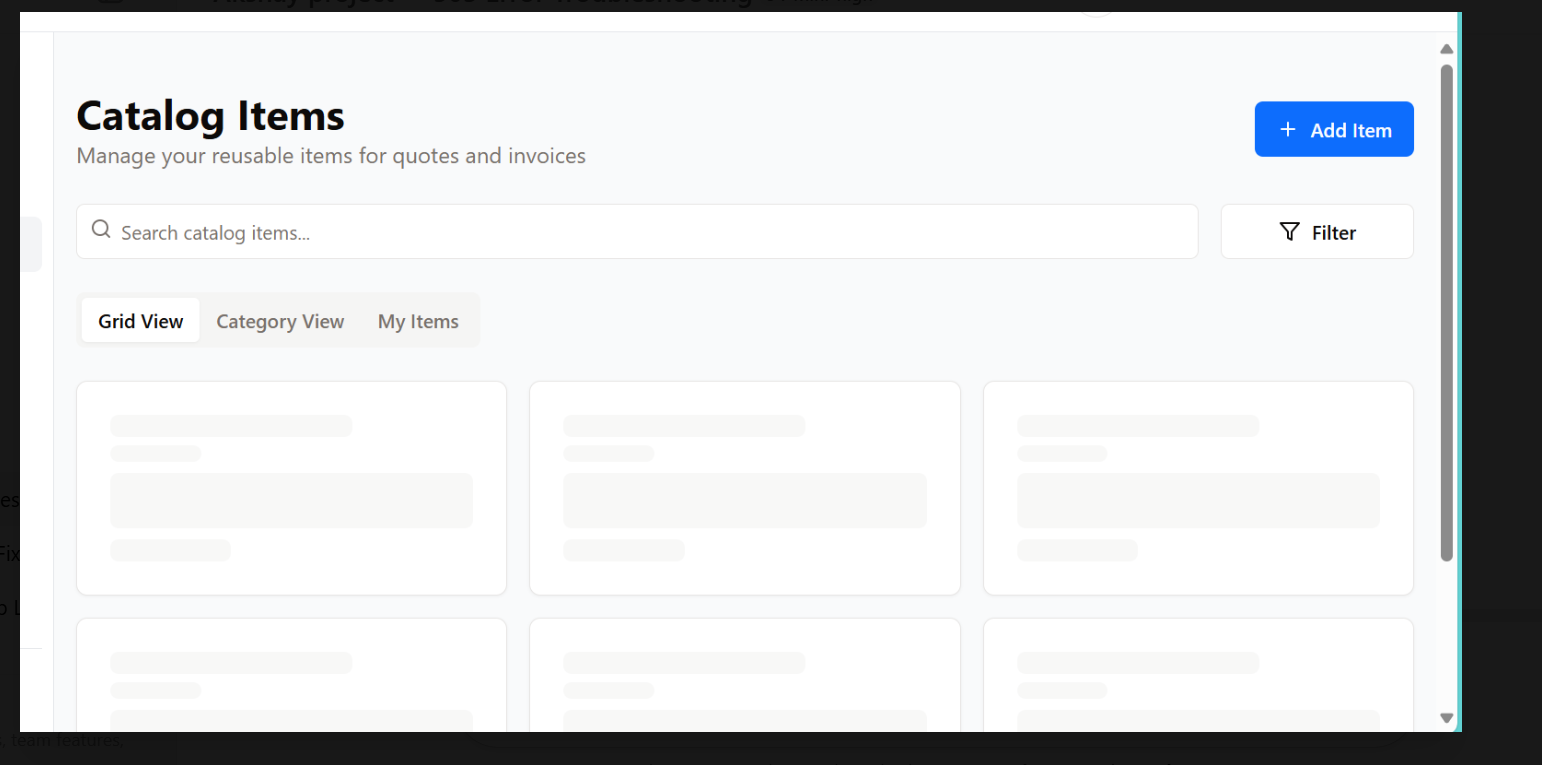 Catalog Items
Manage your reusable items for quotes and invoices
+ Add Item
Search catalog items...
Filter
Grid View
Category View
My Items
es
Fix
team features,